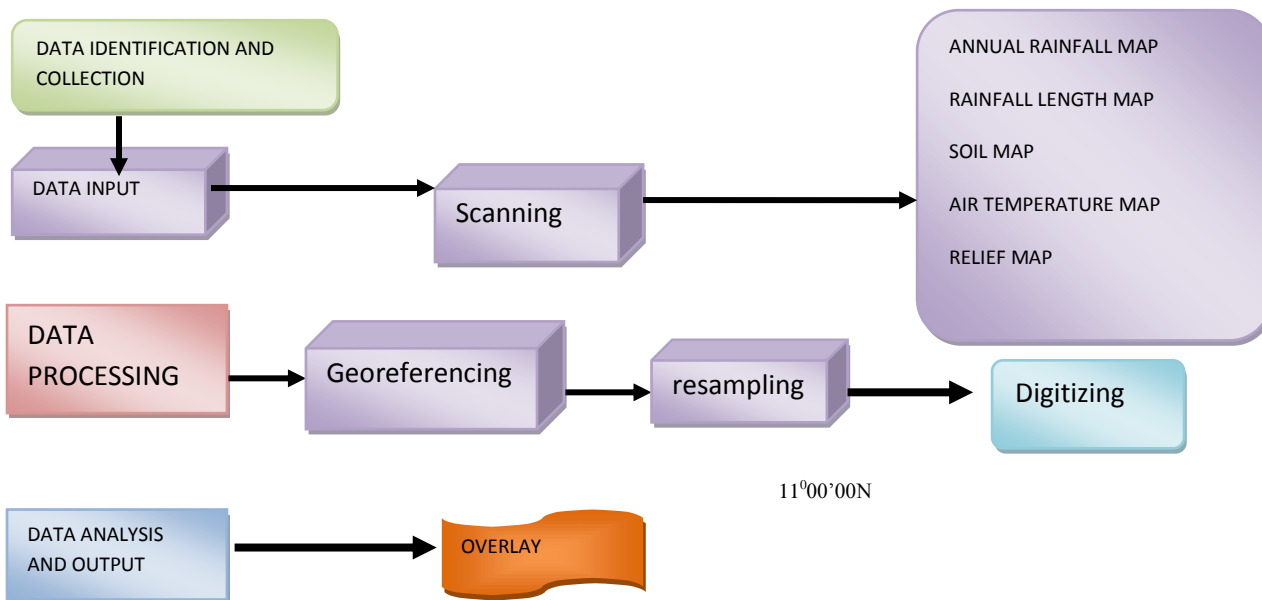 DATA IDENTIFICATION AND
COLLECTION
DATA INPUT
Scanning
ANNUAL RAINFALL MAP
RAINFALL LENGTH MAP
SOIL MAP
AIR TEMPERATURE MAP
RELIEF MAP
DATA
PROCESSING
Georeferencing
resampling
Digitizing
11⁰00’00N
DATA ANALYSIS
AND OUTPUT
OVERLAY